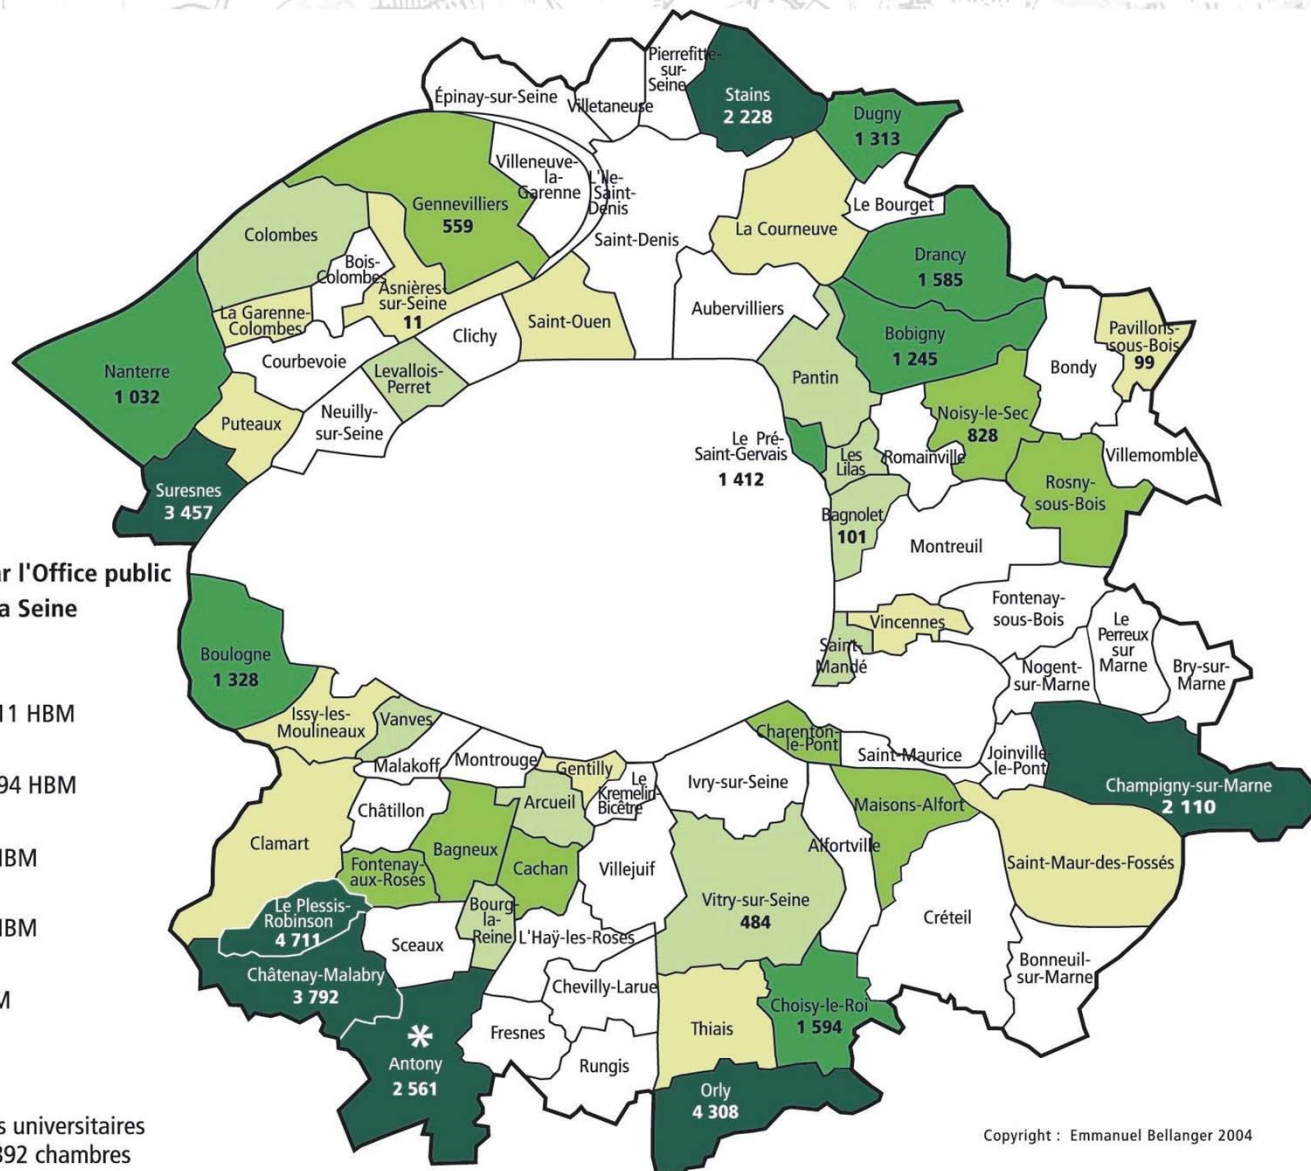 Pierrefitte-
sur-
Seine
Épinay-sur-Seine
Villetaneuse
Stains
2 228
Dugny
1 313
Villeneuve-
la-
Garenne
L'Ile-
Saint-
Denis
Gennevilliers
559
Le Bourget
Colombes
Saint-Denis
La Courneuve
Bois-
Colombes
Drancy
1 585
Asnières-
sur-Seine
11
La Garenne-
Colombes
Saint-Ouen
Aubervilliers
Clichy
Bobigny
1 245
Pavillons-
sous-Bois
99
Courbevoie
Nanterre
1 032
Levallois-
Perret
Pantin
Bondy
Puteaux
Neuilly-
sur-Seine
Noisy-le-Sec
828
Le Pré-
Saint-Gervais
1 412
Les
Lilas
Romainville
Villemomble
Suresnes
3 457
Rosny-
sous-Bois
Bagnolet
101
Montreuil
r l'Office public
a Seine
Fontenay-
sous-Bois
Vincennes
Le
Perreux
sur
Marne
Boulogne
1 328
Saint-
Mandé
Nogent-
sur-Marne
Bry-sur-
Marne
11 HBM
Issy-les-
Moulineaux
Vanves
Charenton-
le-Pont
Malakoff
Montrouge
Gentilly
Saint-Maurice
Joinville-
le-Pont
94 HBM
Le
Kremelin-
Bicêtre
Ivry-sur-Seine
Champigny-sur-Marne
2 110
Châtillon
Arcueil
Maisons-Alfort
Clamart
Bagneux
Alfortville
HBM
Fontenay-
aux-Roses
Cachan
Villejuif
Saint-Maur-des-Fossés
Le Plessis-
Robinson
4 711
Bourg-
la-
Reine
Vitry-sur-Seine
484
HBM
Sceaux
L'Haÿ-les-Roses
Créteil
Châtenay-Malabry
3 792
Chevilly-Larue
Bonneuil-
sur-Marne
M
*
Antony
2 561
Fresnes
Thiais
Choisy-le-Roi
1 594
Rungis
Orly
4 308
s universitaires
392 chambres
Copyright : Emmanuel Bellanger 2004